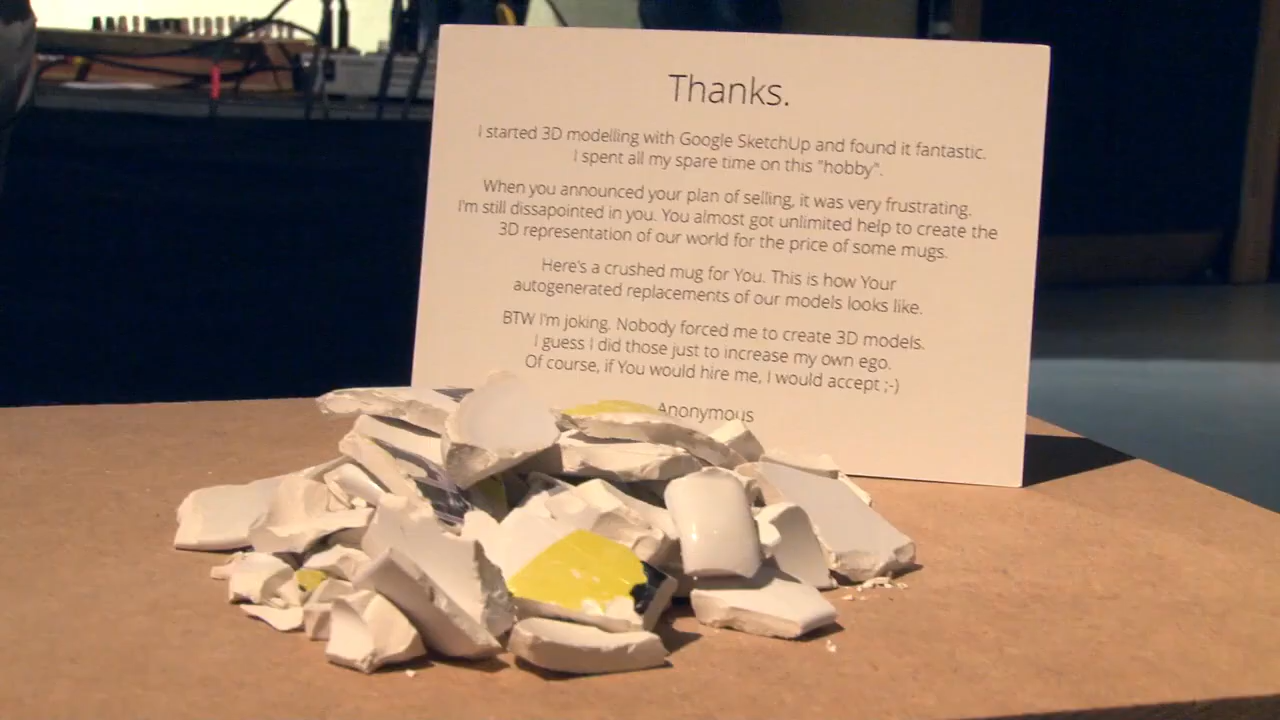 Thanks.
I started 3D modelling with Google SketchUp and found it fantastic.
I spent all my spare time on this "hobby".
When you announced your plan of selling, it was very frustrating.
I'm still dissapointed in you. You almost got unlimited help to create the
3D representation of our world for the price of some mugs.
Here's a crushed mug for You. This is how Your
autogenerated replacements of our models looks like.
BTW I'm joking. Nobody forced me to create 3D models.
I guess I did those just to increase my own ego.
Of course, if You would hire me, I would accept ;-)
Anonymous